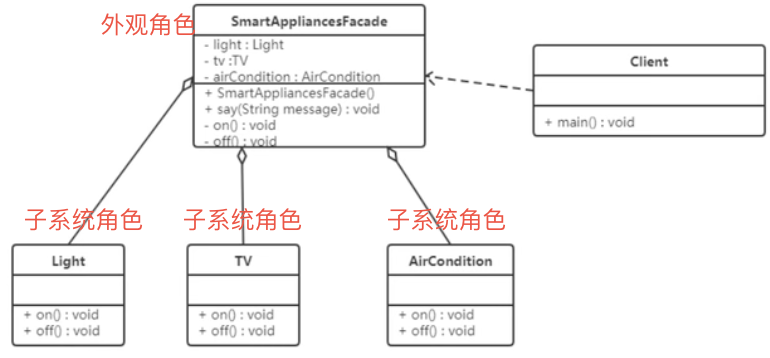 外观角色
SmartAppliancesFacade
- light : Light
- tv :TV
- airCondition : AirCondition
+ SmartAppliancesFacade()
+ say(String message) : void
- on() : void
- off() : void
Client
+ main() : void
子系统角色
子系统角色
子系统角色
Light
+ on() : void
+ off() : void
TV
+ on() : void
+ off() : void
AirCondition
+ on() : void
+ off() : void